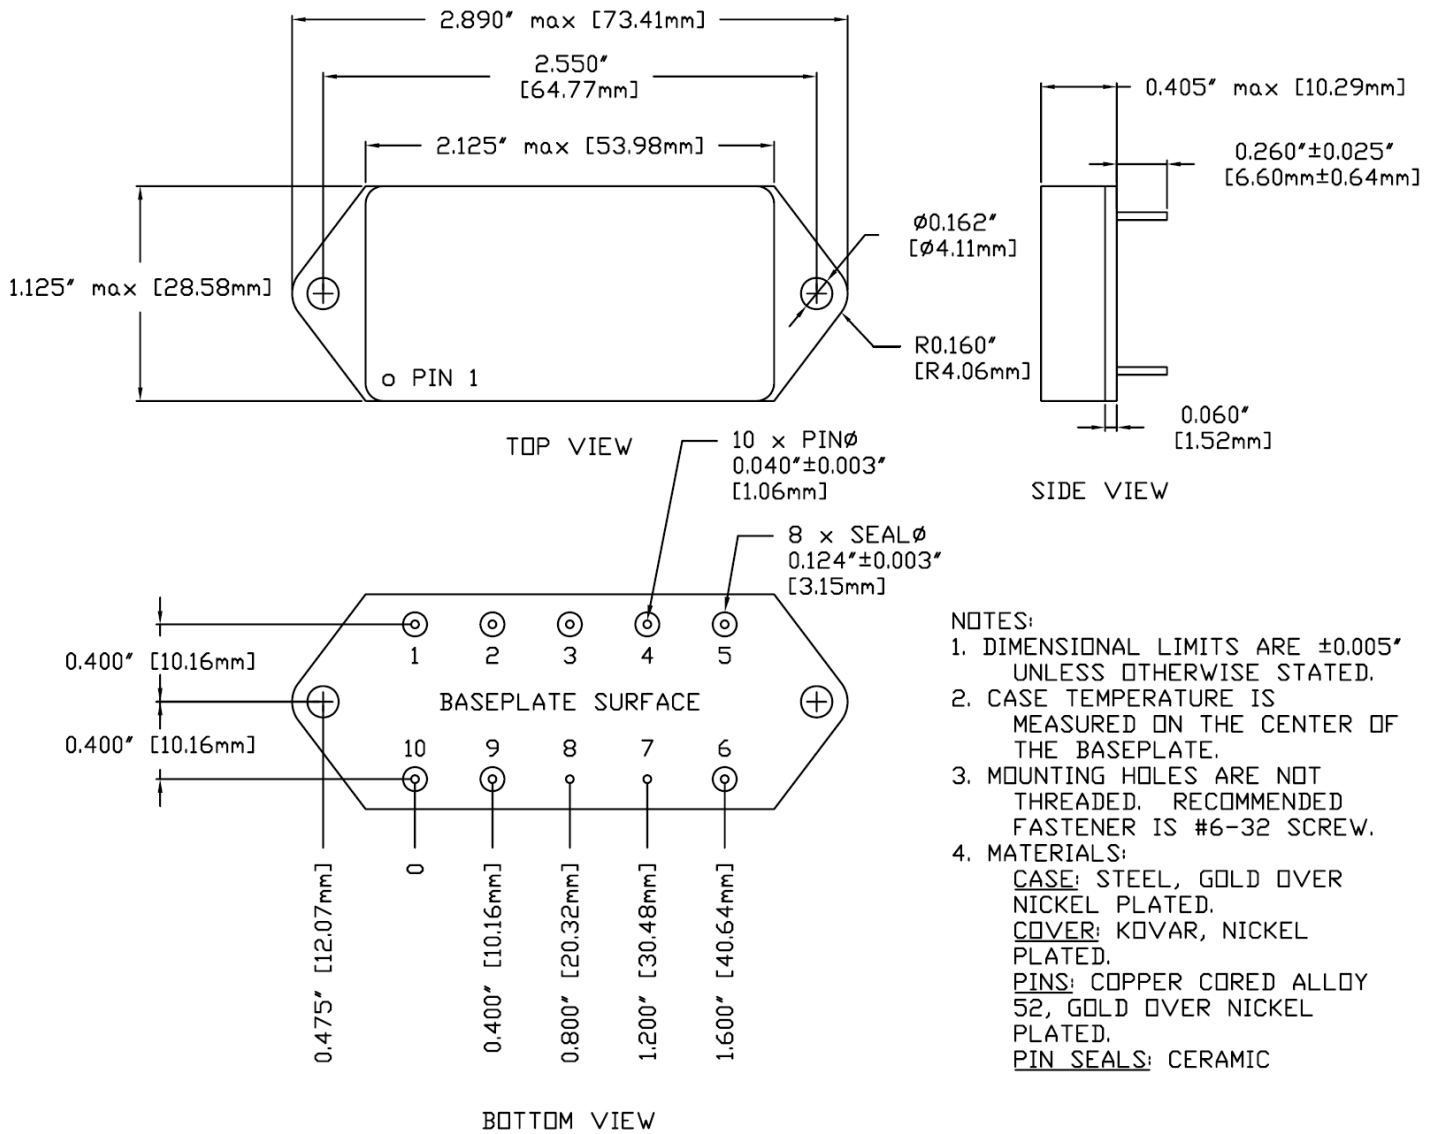 2.890″ max [73.41mm]
2.550″
[64.77mm]
2.125″ max [53.98mm]
1.125″ max [28.58mm]
Ø0.162″
[Ø4.11mm]
R0.160″
[R4.06mm]
PIN 1
TOP VIEW
0.405″ max [10.29mm]
0.260″±0.025″
[6.60mm±0.64mm]
0.060″
[1.52mm]
SIDE VIEW
10 x PINØ
0.040″±0.003″
[1.06mm]
8 x SEALØ
0.124″±0.003″
[3.15mm]
0.400″ [10.16mm]
0.400″ [10.16mm]
1 2 3 4 5
BASEPLATE SURFACE
10 9 8 7 6
0.475″ [12.07mm]
0
0.400″ [10.16mm]
0.800″ [20.32mm]
1.200″ [30.48mm]
1.600″ [40.64mm]
BOTTOM VIEW
NOTES:
1. DIMENSIONAL LIMITS ARE ±0.005″
UNLESS OTHERWISE STATED.
2. CASE TEMPERATURE IS
MEASURED ON THE CENTER OF
THE BASEPLATE.
3. MOUNTING HOLES ARE NOT
THREADED. RECOMMENDED
FASTENER IS #6-32 SCREW.
4. MATERIALS:
CASE: STEEL, GOLD OVER
NICKEL PLATED.
COVER: KOVAR, NICKEL
PLATED.
PINS: COPPER CORED ALLOY
52, GOLD OVER NICKEL
PLATED.
PIN SEALS: CERAMIC